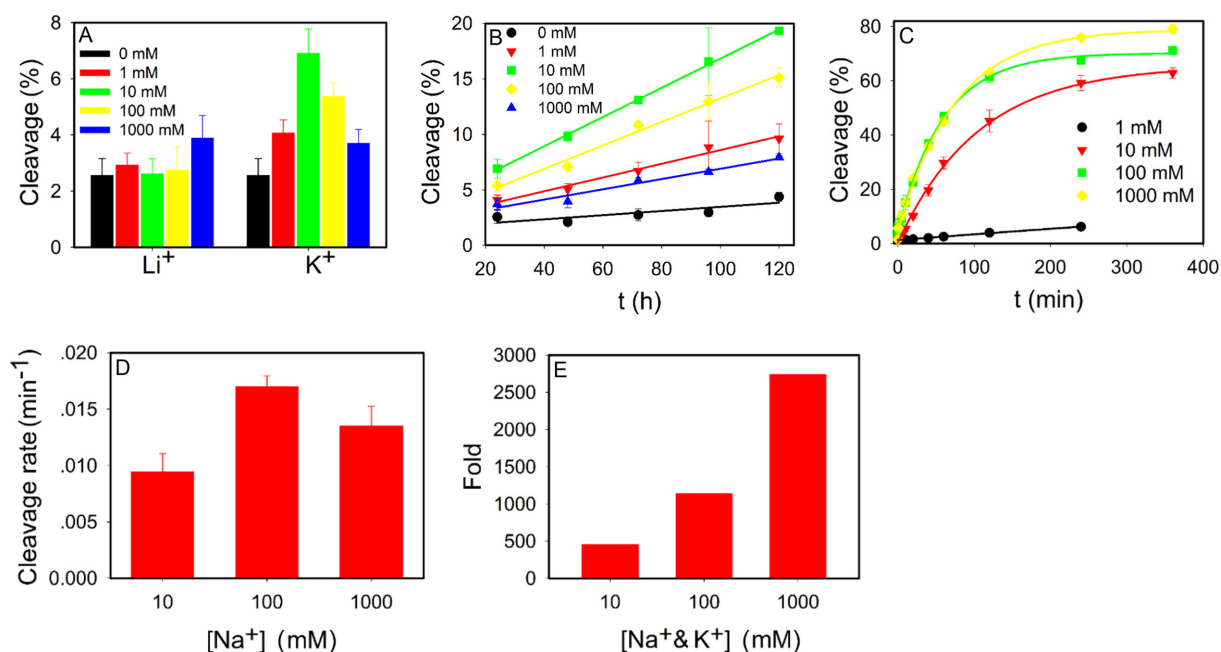 A
Cleavage (%)
8
6
4
2
0
0 mM
1 mM
10 mM
100 mM
1000 mM
Li⁺
K⁺
B
Cleavage (%)
20
15
10
5
0
0 mM
1 mM
10 mM
100 mM
1000 mM
20
40
60
80
100
120
t (h)
C
Cleavage (%)
80
60
40
20
0
1 mM
10 mM
100 mM
1000 mM
0
100
200
300
400
t (min)
D
Cleavage rate (min⁻¹)
.020
.015
.010
.005
0.000
10
100
1000
[Na⁺] (mM)
E
Fold
3000
2500
2000
1500
1000
500
0
10
100
1000
[Na⁺ & K⁺] (mM)